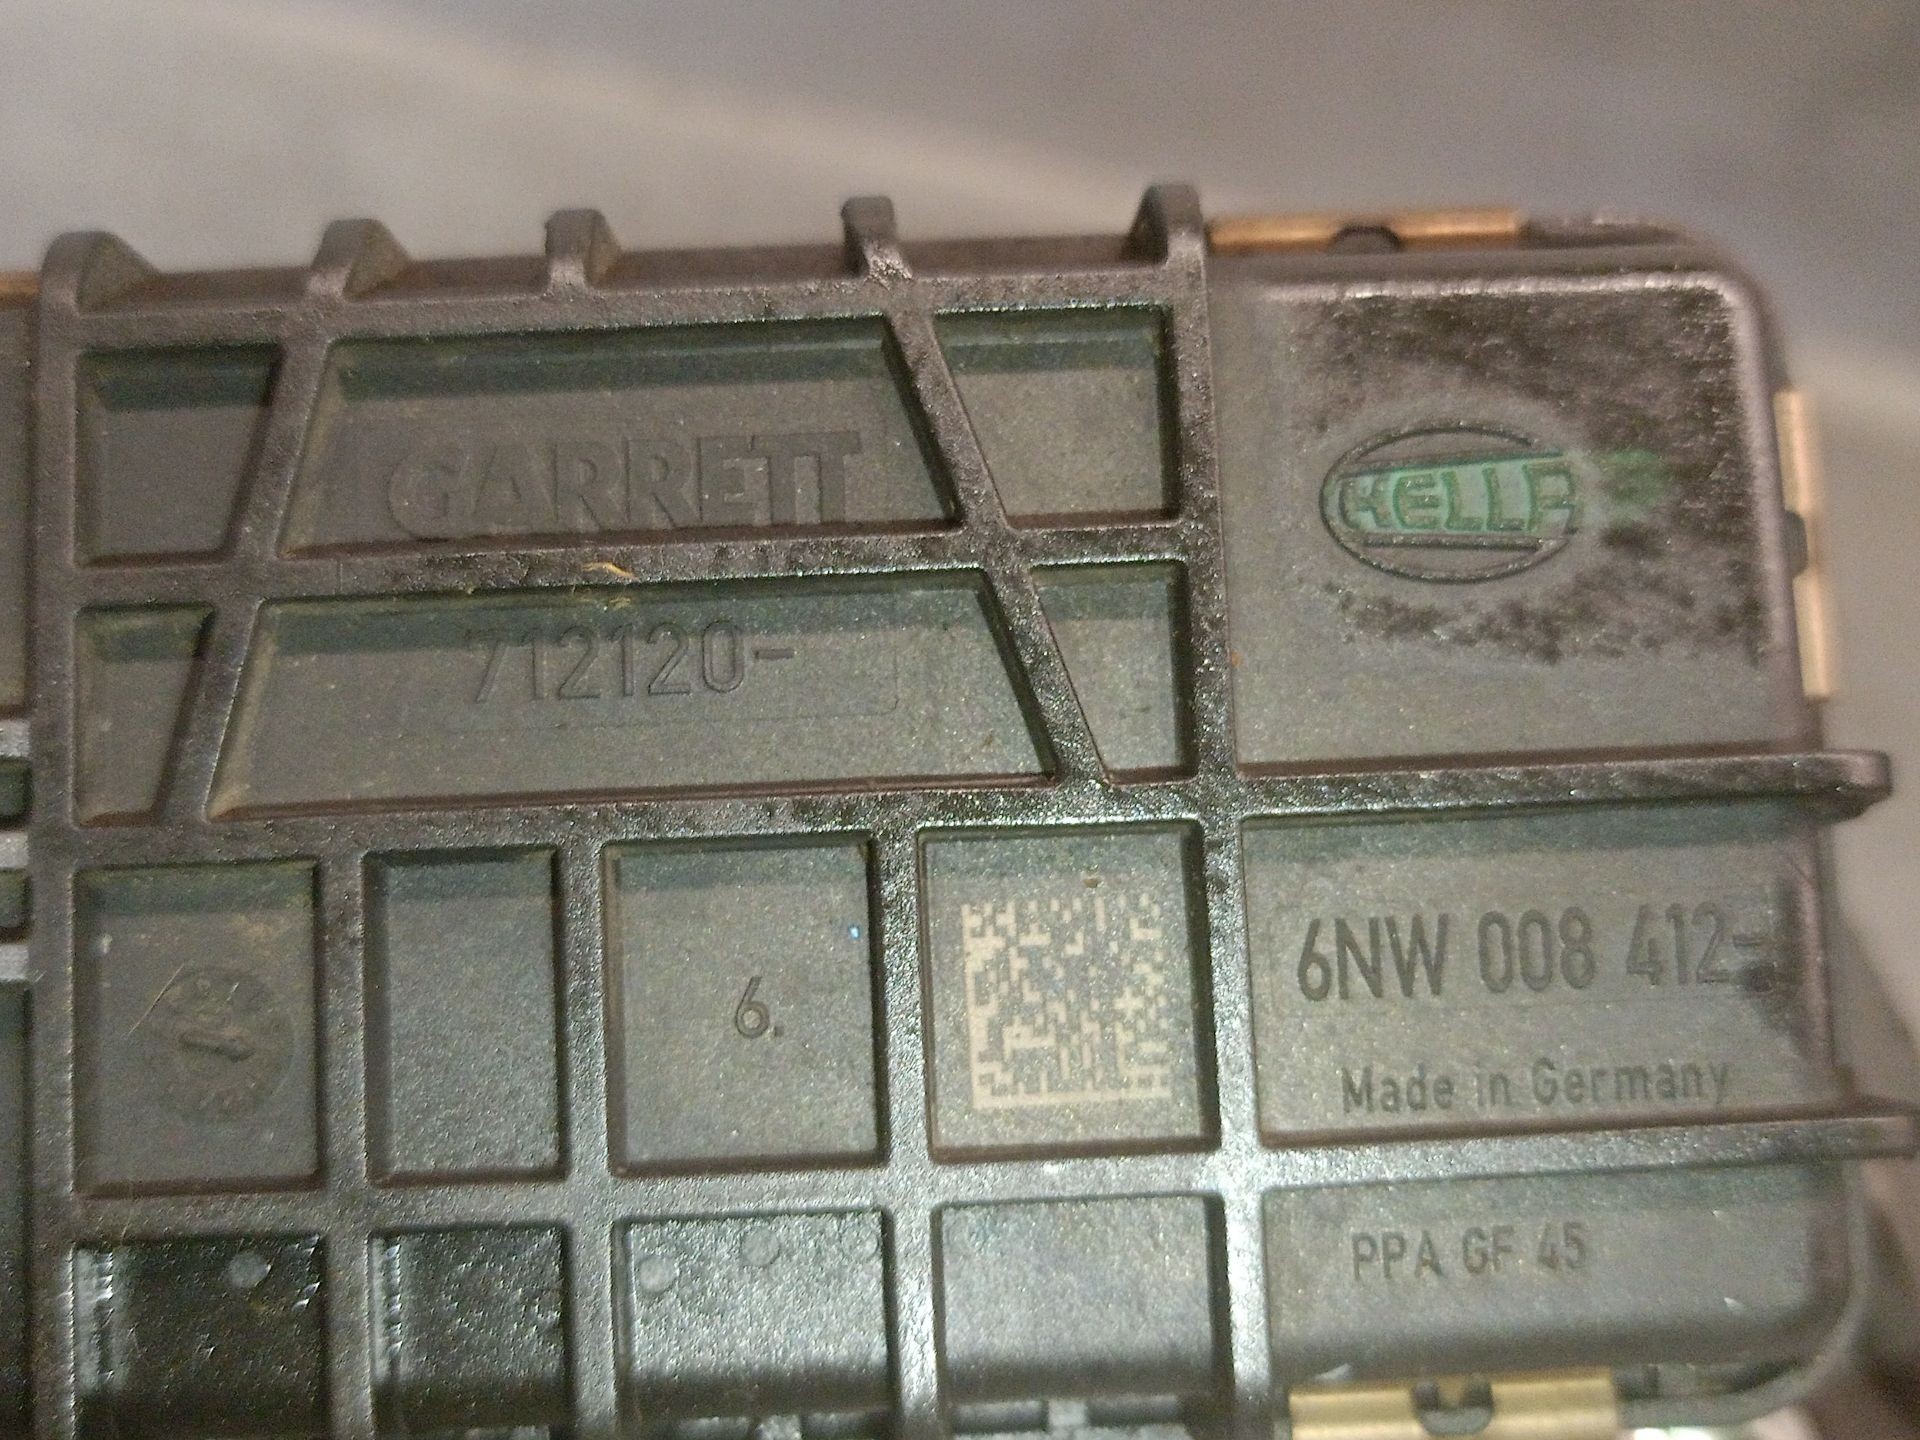 GARRETT
HELLA
712120-
6.
6NW 008 412-
Made in Germany
PPA GF 45